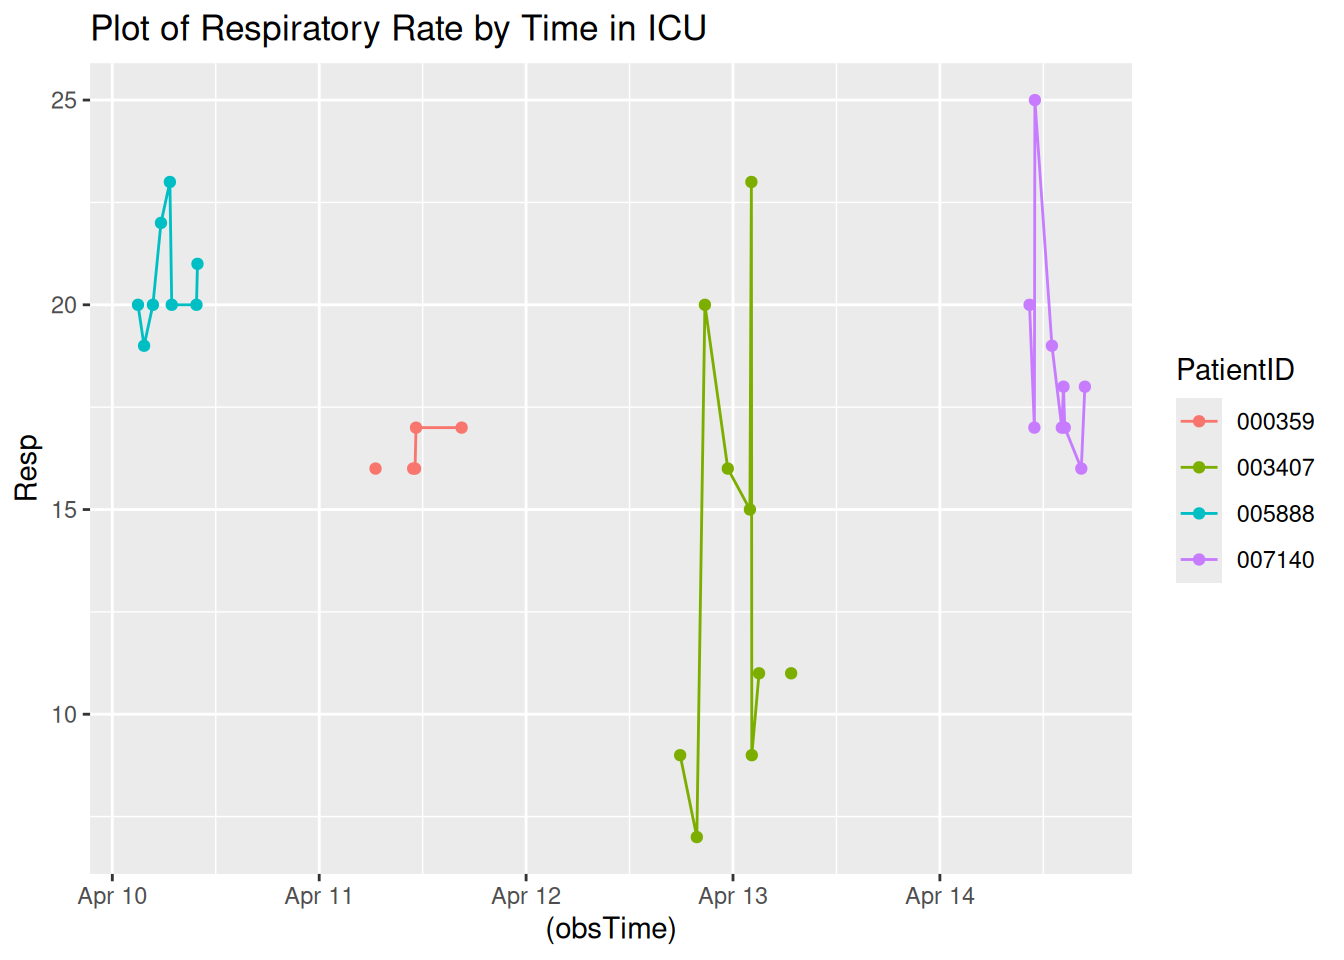 Plot of Respiratory Rate by Time in ICU
25
20
15
10
Resp
Apr 10
Apr 11
Apr 12
Apr 13
Apr 14
(obsTime)
PatientID
000359
003407
005888
007140